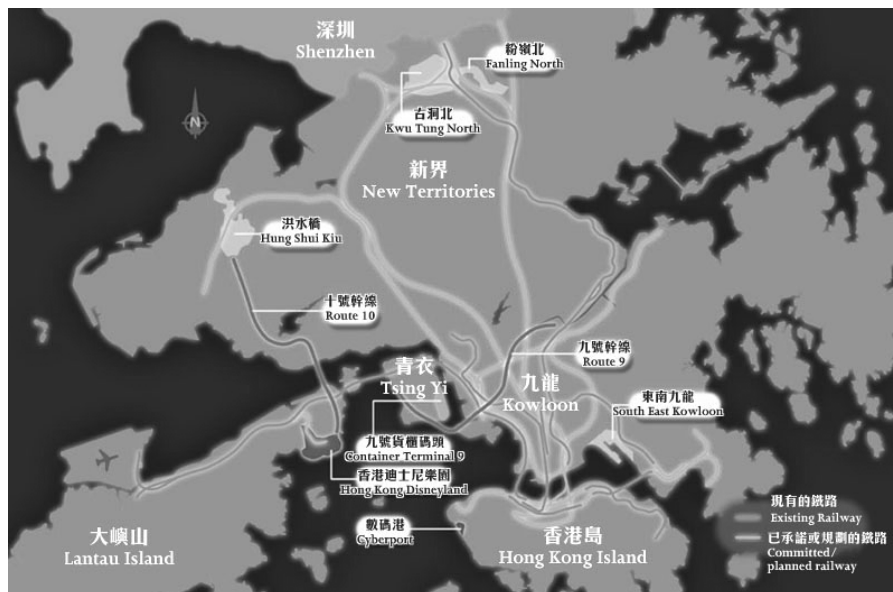 深圳
Shenzhen
粉嶺北
Fanling North
古洞北
Kwu Tung North
N
新界
New Territories
洪水橋
Hung Shui Kiu
十號幹線
Route 10
九號幹線
Route 9
青衣
Tsing Yi
九龍
Kowloon
東南九龍
South East Kowloon
九號貨櫃碼頭
Container Terminal 9
香港迪士尼樂園
Hong Kong Disneyland
數碼港
Cyberport
大嶼山
Lantau Island
香港島
Hong Kong Island
現有的鐵路
Existing Railway
已承諾或規劃的鐵路
Committed/
planned railway